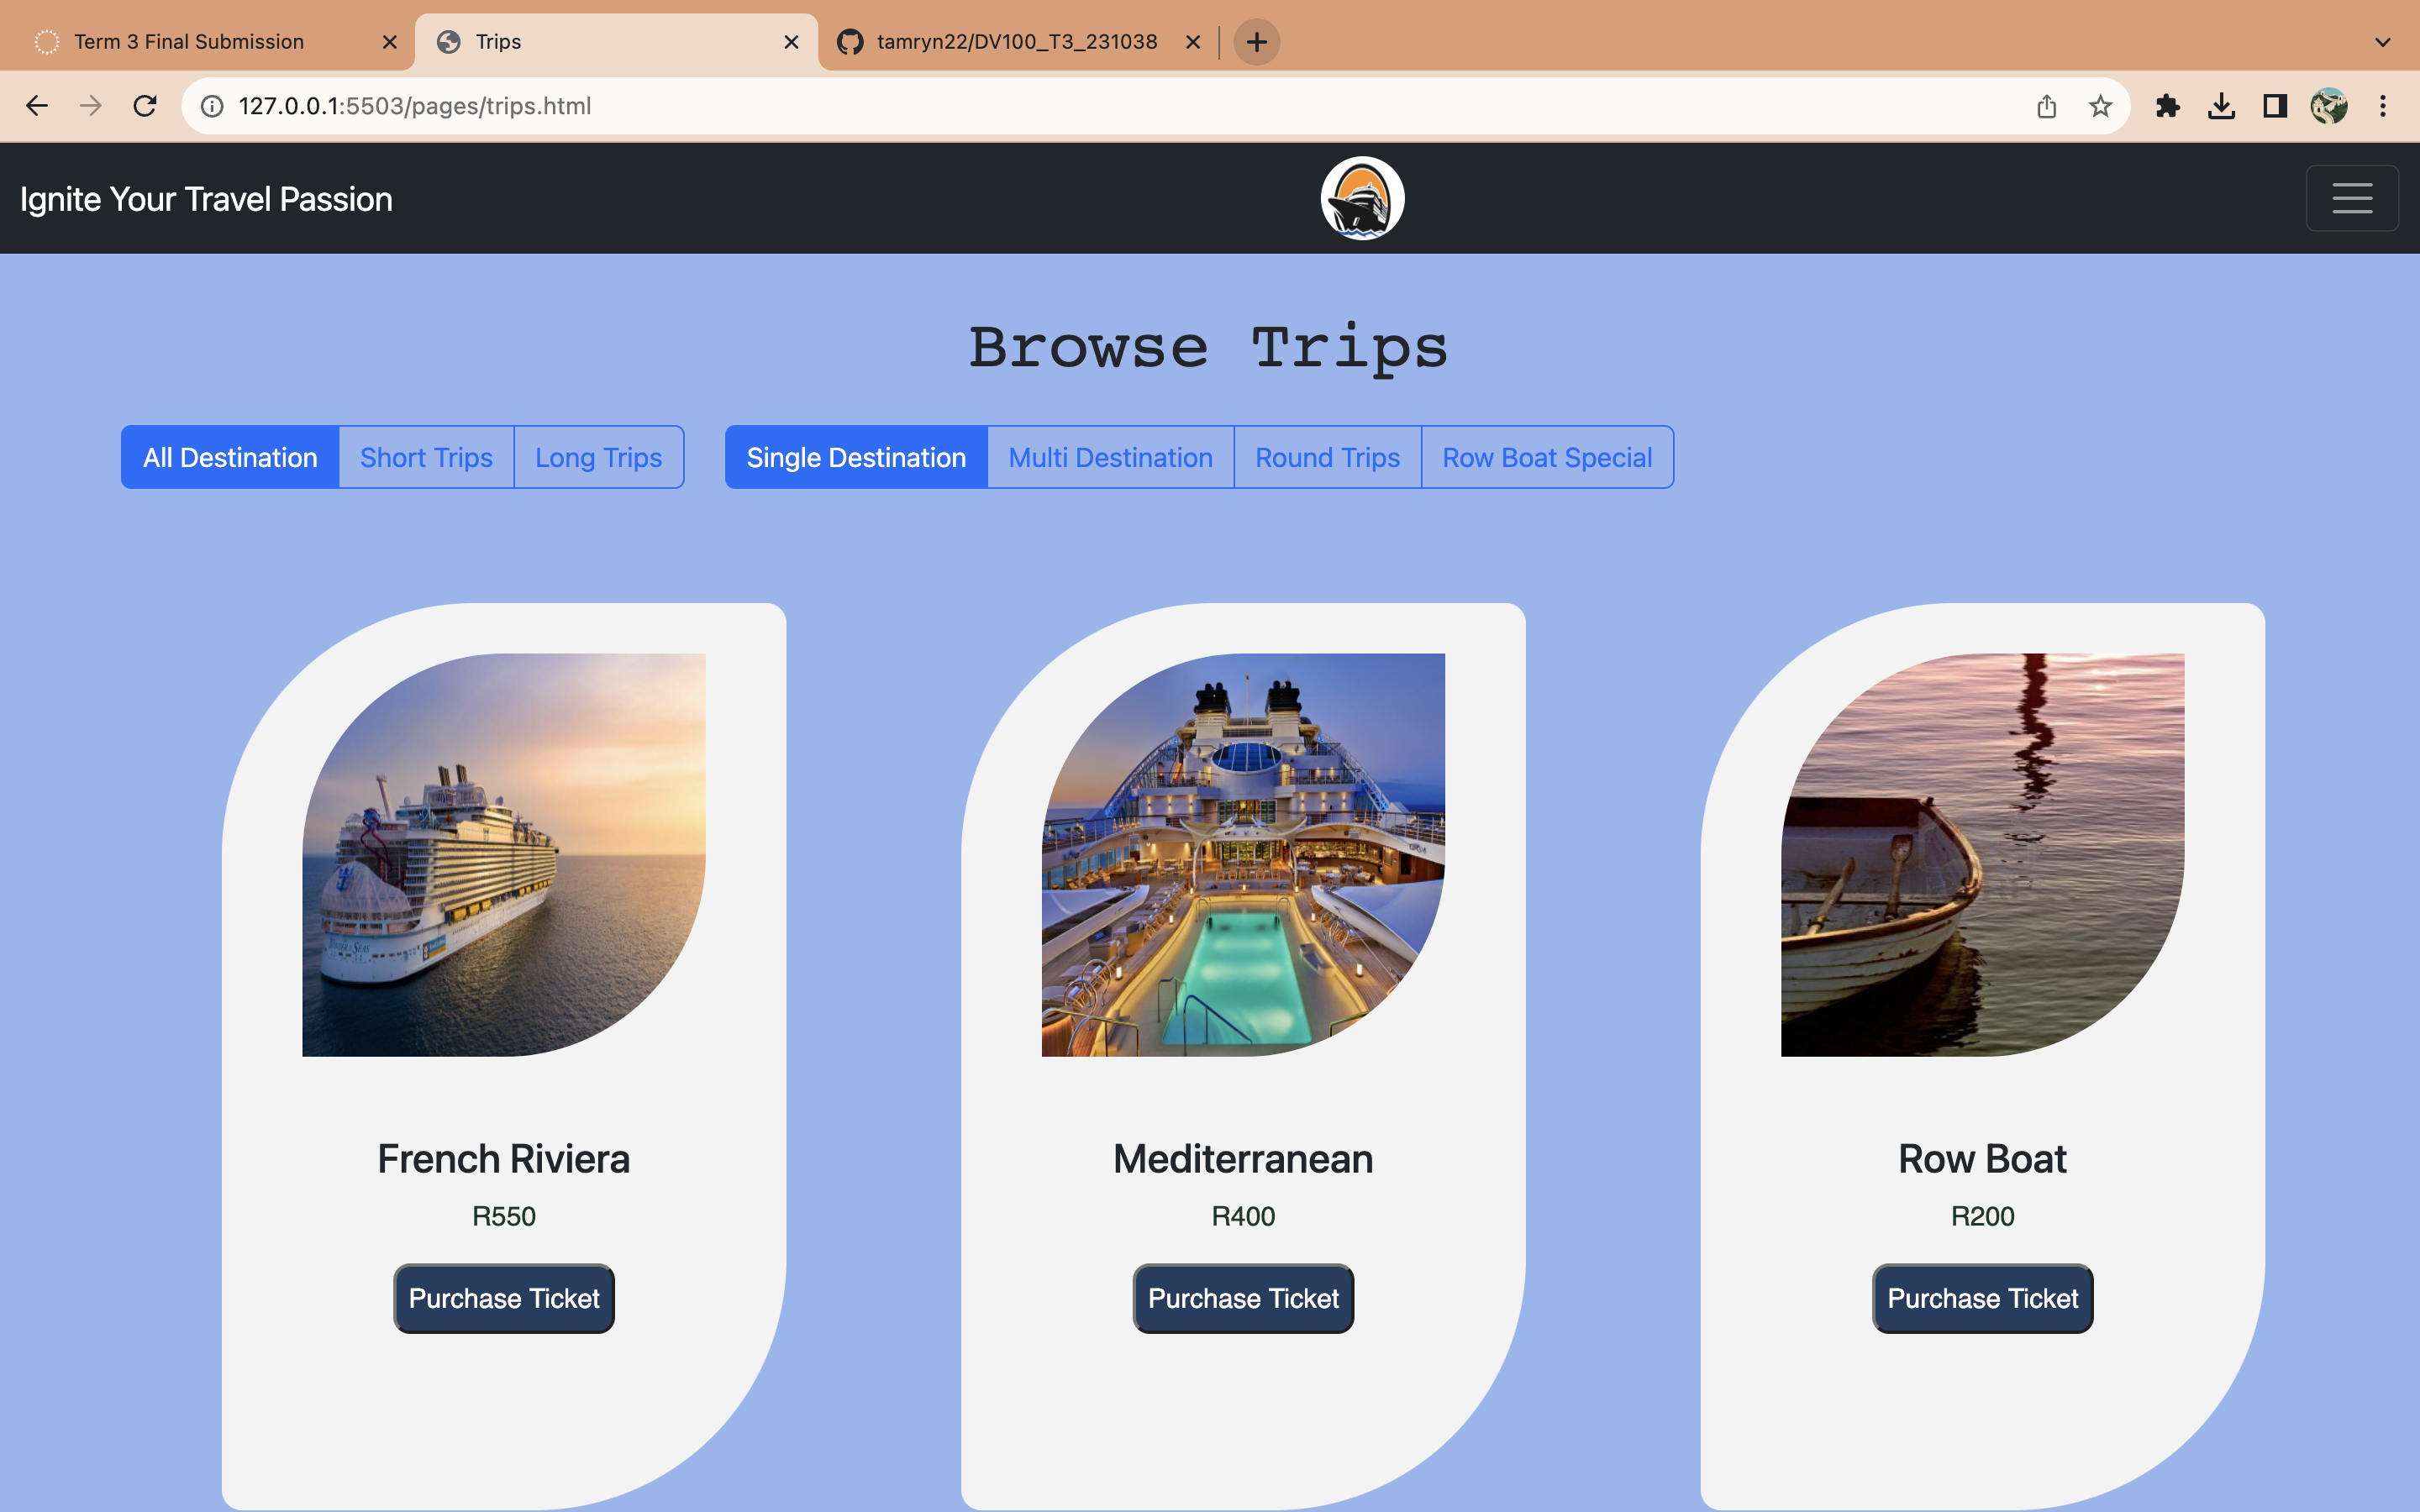 Term 3 Final Submission
Trips
tamryn22/DV100_T3_231038
127.0.0.1:5503/pages/trips.html
Ignite Your Travel Passion
Browse Trips
All Destination Short Trips Long Trips Single Destination Multi Destination Round Trips Row Boat Special
French Riviera
R550
Purchase Ticket
Mediterranean
R400
Purchase Ticket
Row Boat
R200
Purchase Ticket